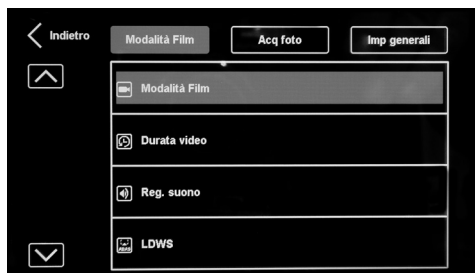 Indietro
Modalità Film
Acq foto
Imp generali
Modalità Film
Durata video
Reg. suono
LDWS